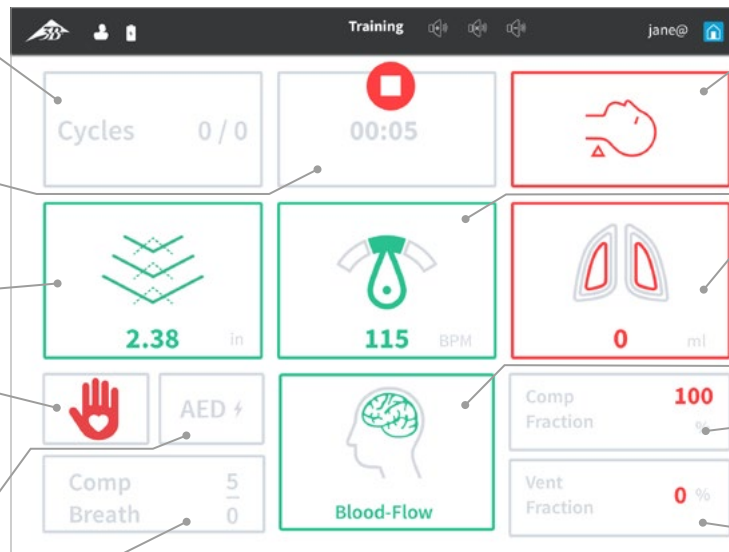 3B
Training
jane@
Cycles 0 / 0
00:05
2.38 in
115 BPM
0 ml
AED
Comp 5
Breath 0
Blood-Flow
Comp 100
Fraction %
Vent
Fraction 0 %